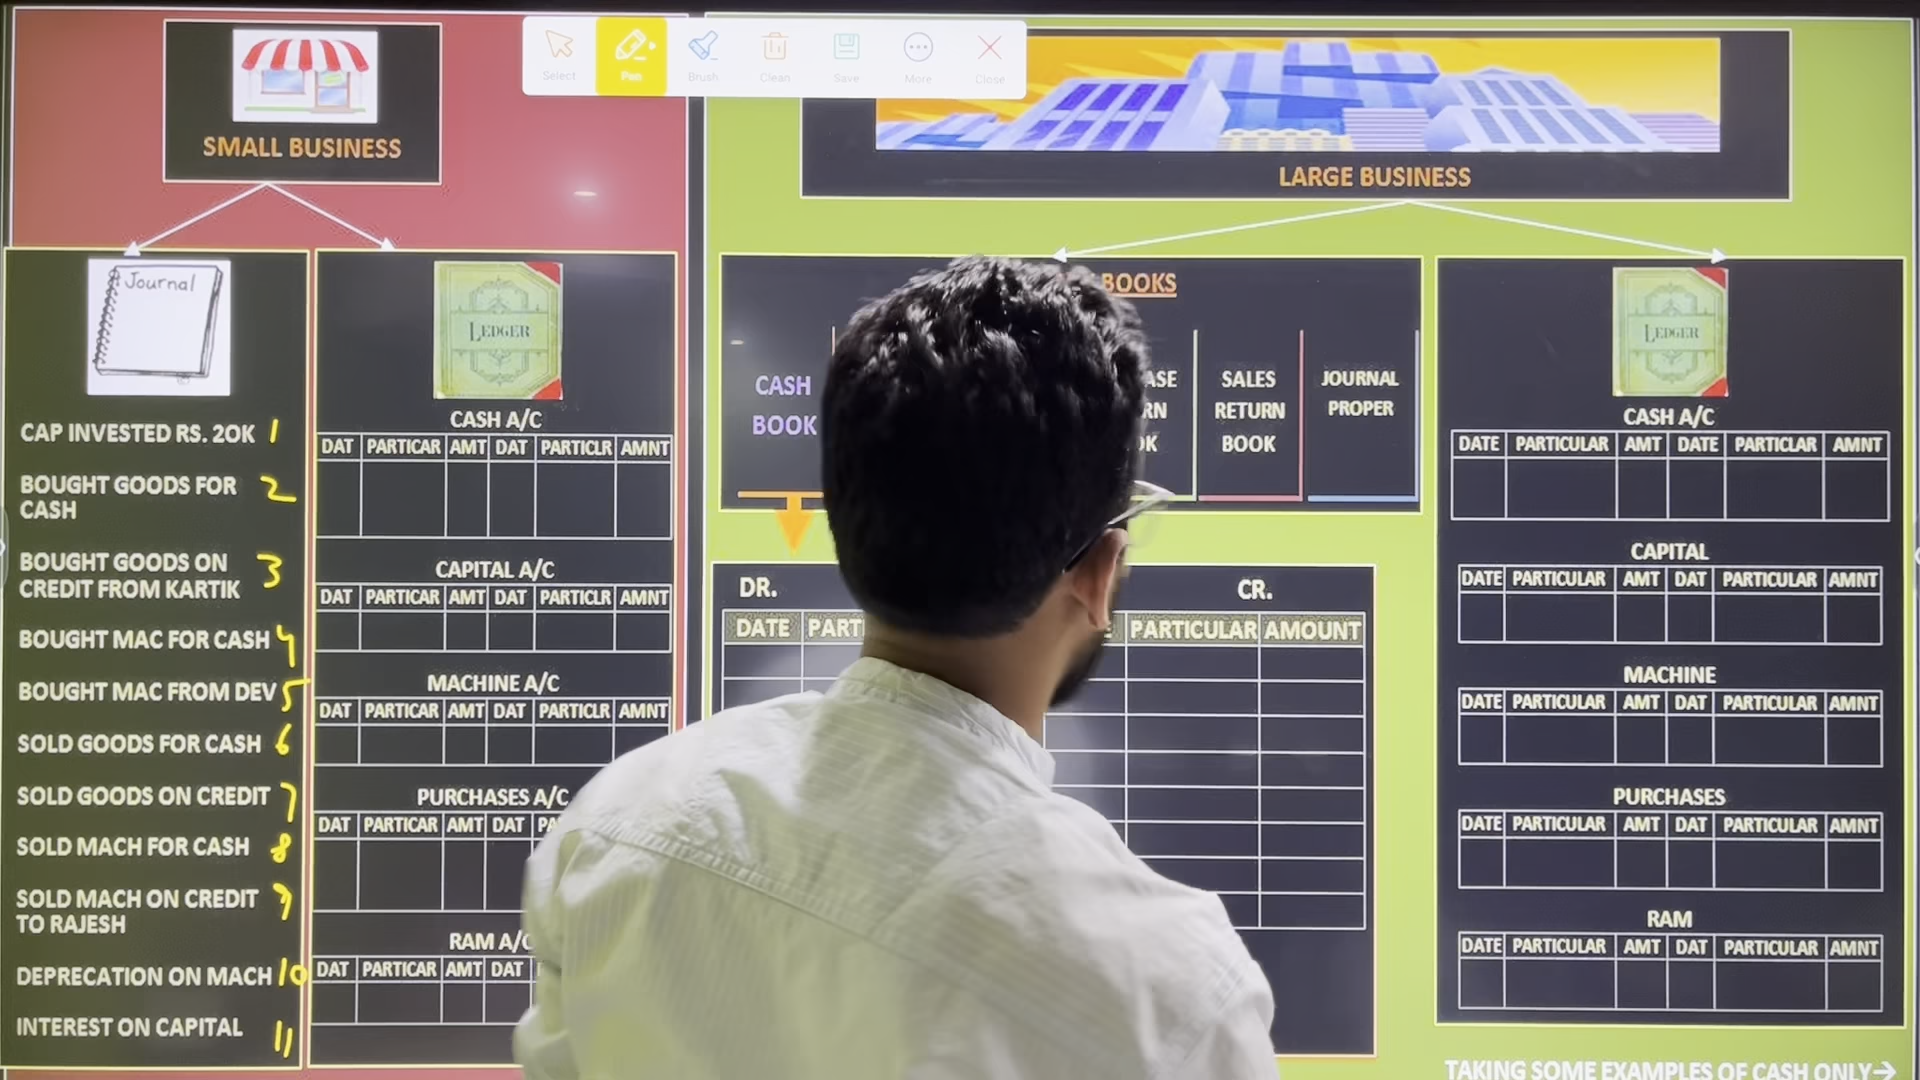 Select
Pen
Brush
Clean
Save
More
Close
SMALL BUSINESS
LARGE BUSINESS
Journal
CAP INVESTED RS. 20K 1
BOUGHT GOODS FOR 2
CASH
BOUGHT GOODS ON 3
CREDIT FROM KARTIK
BOUGHT MAC FOR CASH 4
BOUGHT MAC FROM DEV 5
SOLD GOODS FOR CASH 6
SOLD GOODS ON CREDIT 7
SOLD MACH FOR CASH 8
SOLD MACH ON CREDIT 9
TO RAJESH
DEPRECATION ON MACH 10
INTEREST ON CAPITAL 11
LEDGER
CASH A/C
DAT PARTICAR AMT DAT PARTICLR AMNT
CAPITAL A/C
DAT PARTICAR AMT DAT PARTICLR AMNT
MACHINE A/C
DAT PARTICAR AMT DAT PARTICLR AMNT
PURCHASES A/C
DAT PARTICAR AMT DAT PA
RAM A/C
DAT PARTICAR AMT DAT
BOOKS
CASH
BOOK
ASE
RN
OK
SALES
RETURN
BOOK
JOURNAL
PROPER
DR. CR.
DATE PARTI PARTICULAR AMOUNT
LEDGER
CASH A/C
DATE PARTICULAR AMT DATE PARTICLAR AMNT
CAPITAL
DATE PARTICULAR AMT DAT PARTICULAR AMNT
MACHINE
DATE PARTICULAR AMT DAT PARTICULAR AMNT
PURCHASES
DATE PARTICULAR AMT DAT PARTICULAR AMNT
RAM
DATE PARTICULAR AMT DAT PARTICULAR AMNT
TAKING SOME EXAMPLES OF CASH ONLY→